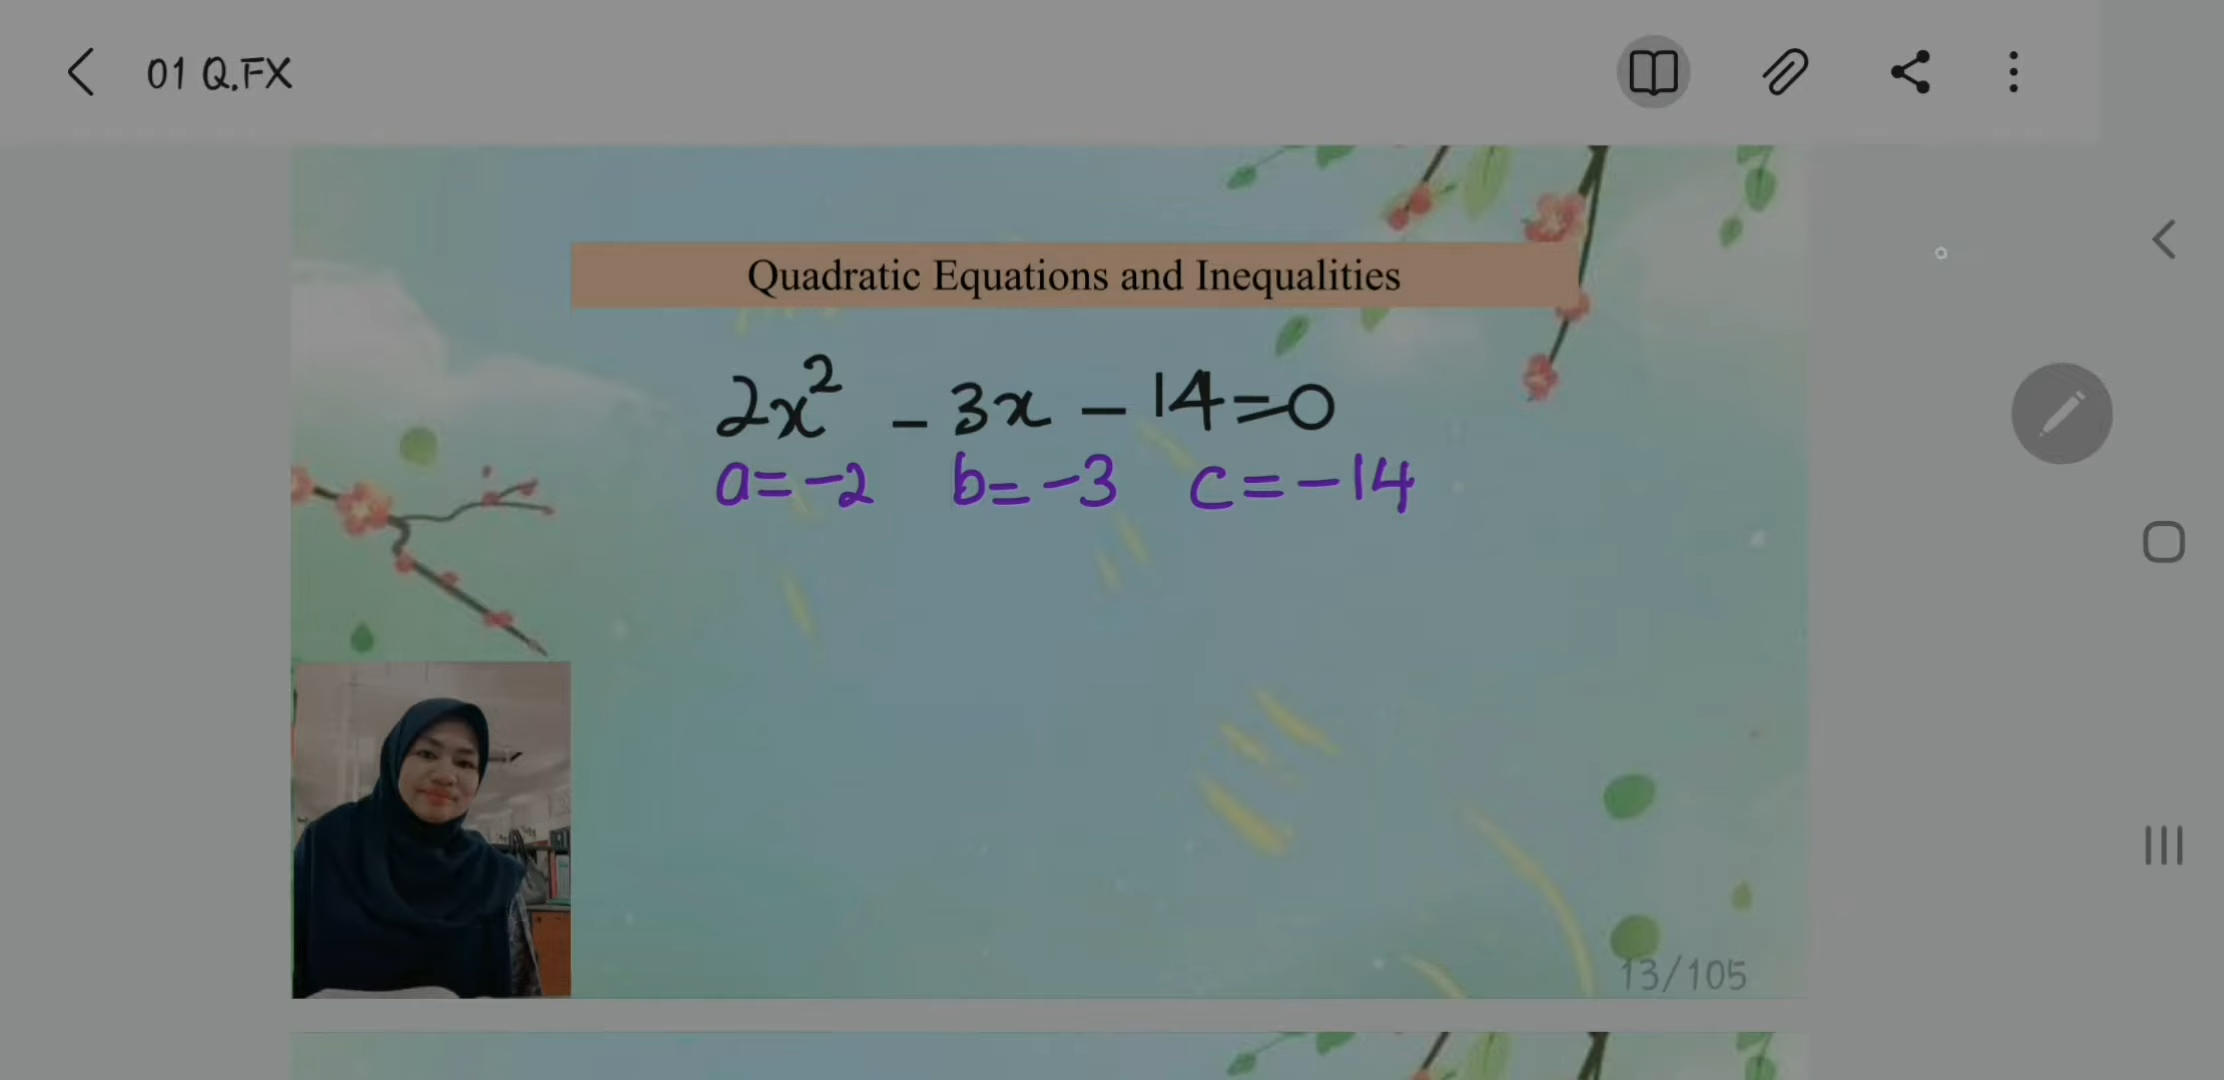 01 Q.FX
Quadratic Equations and Inequalities
2x² - 3x - 14=0
a=-2 b=-3 c=-14
13/105